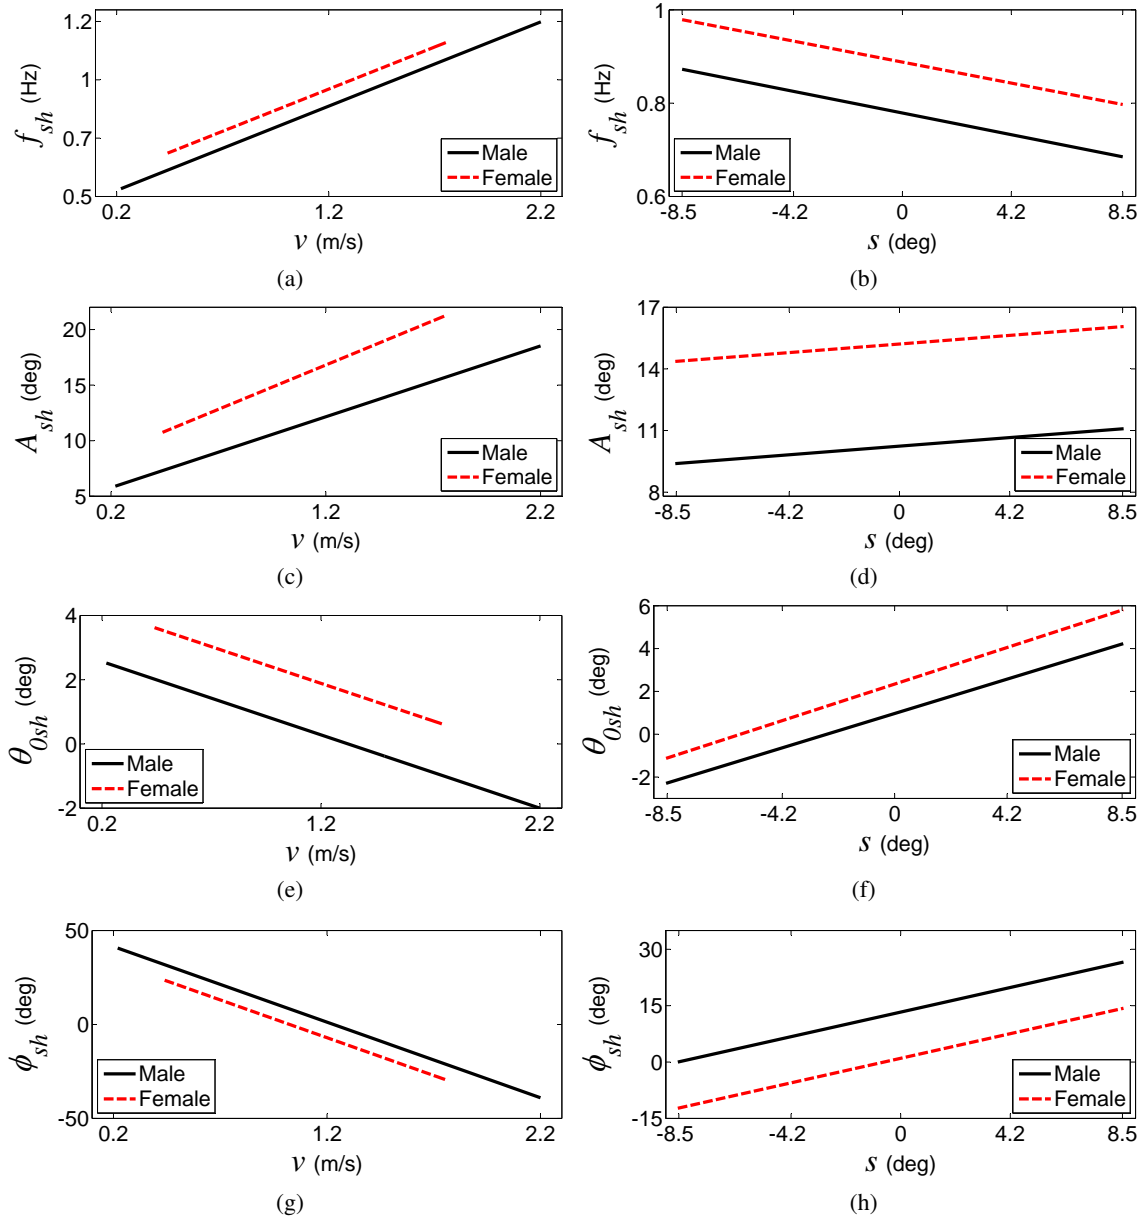 1.2
1
0.7
0.5
f_sh (Hz)
Male
Female
0.2 1.2 2.2
v (m/s)
(a)
1
0.8
0.6
f_sh (Hz)
Male
Female
-8.5 -4.2 0 4.2 8.5
s (deg)
(b)
20
15
10
5
A_sh (deg)
Male
Female
0.2 1.2 2.2
v (m/s)
(c)
17
14
11
8
A_sh (deg)
Male
Female
-8.5 -4.2 0 4.2 8.5
s (deg)
(d)
4
2
0
-2
θ_0sh (deg)
Male
Female
0.2 1.2 2.2
v (m/s)
(e)
6
4
2
0
-2
θ_0sh (deg)
Male
Female
-8.5 -4.2 0 4.2 8.5
s (deg)
(f)
50
0
-50
ϕ_sh (deg)
Male
Female
0.2 1.2 2.2
v (m/s)
(g)
30
15
0
-15
ϕ_sh (deg)
Male
Female
-8.5 -4.2 0 4.2 8.5
s (deg)
(h)